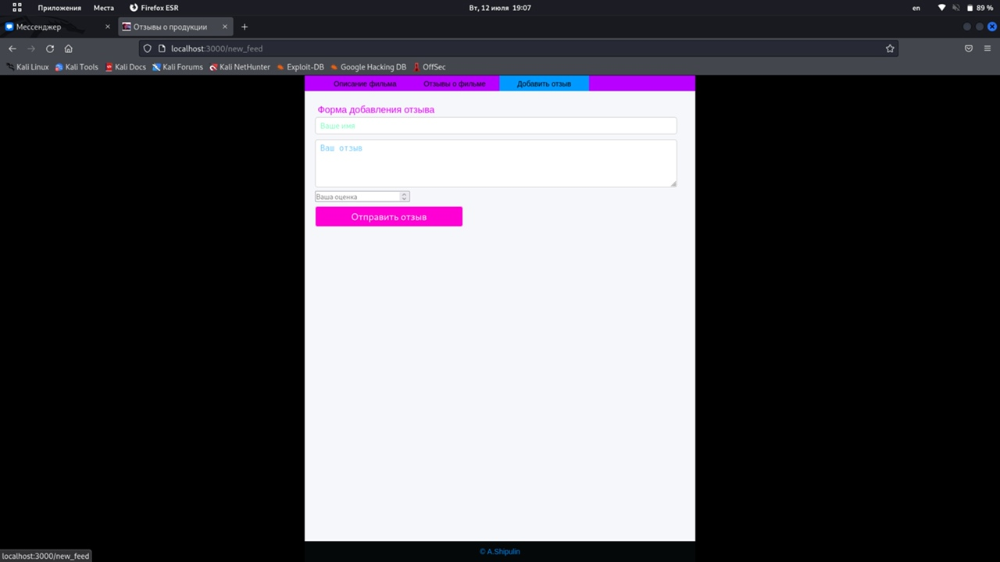 Приложения Места Firefox ESR Вт, 12 июля 19:07 en 89 %
Мессенджер Отзывы о продукции
localhost:3000/new_feed
Kali Linux Kali Tools Kali Docs Kali Forums Kali NetHunter Exploit-DB Google Hacking DB OffSec
Описание фильма Отзывы о фильме Добавить отзыв
Форма добавления отзыва
Ваше имя
Ваш отзыв
Ваша оценка
Отправить отзыв
© A.Shipulin
localhost:3000/new_feed